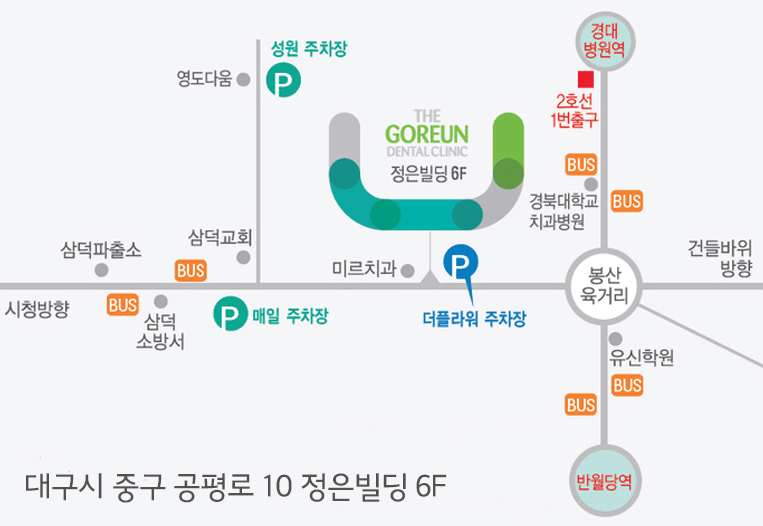 경대
병원역
성원 주차장
P
영도다움
2호선
1번출구
THE
GOREUN
DENTAL CLINIC
정은빌딩 6F
BUS
경북대학교
치과병원
BUS
삼덕교회
삼덕파출소
BUS
미르치과
P
건들바위
방향
봉산
육거리
시청방향
BUS
삼덕
소방서
P
매일 주차장
더플라워 주차장
유신학원
BUS
BUS
반월당역
대구시 중구 공평로 10 정은빌딩 6F